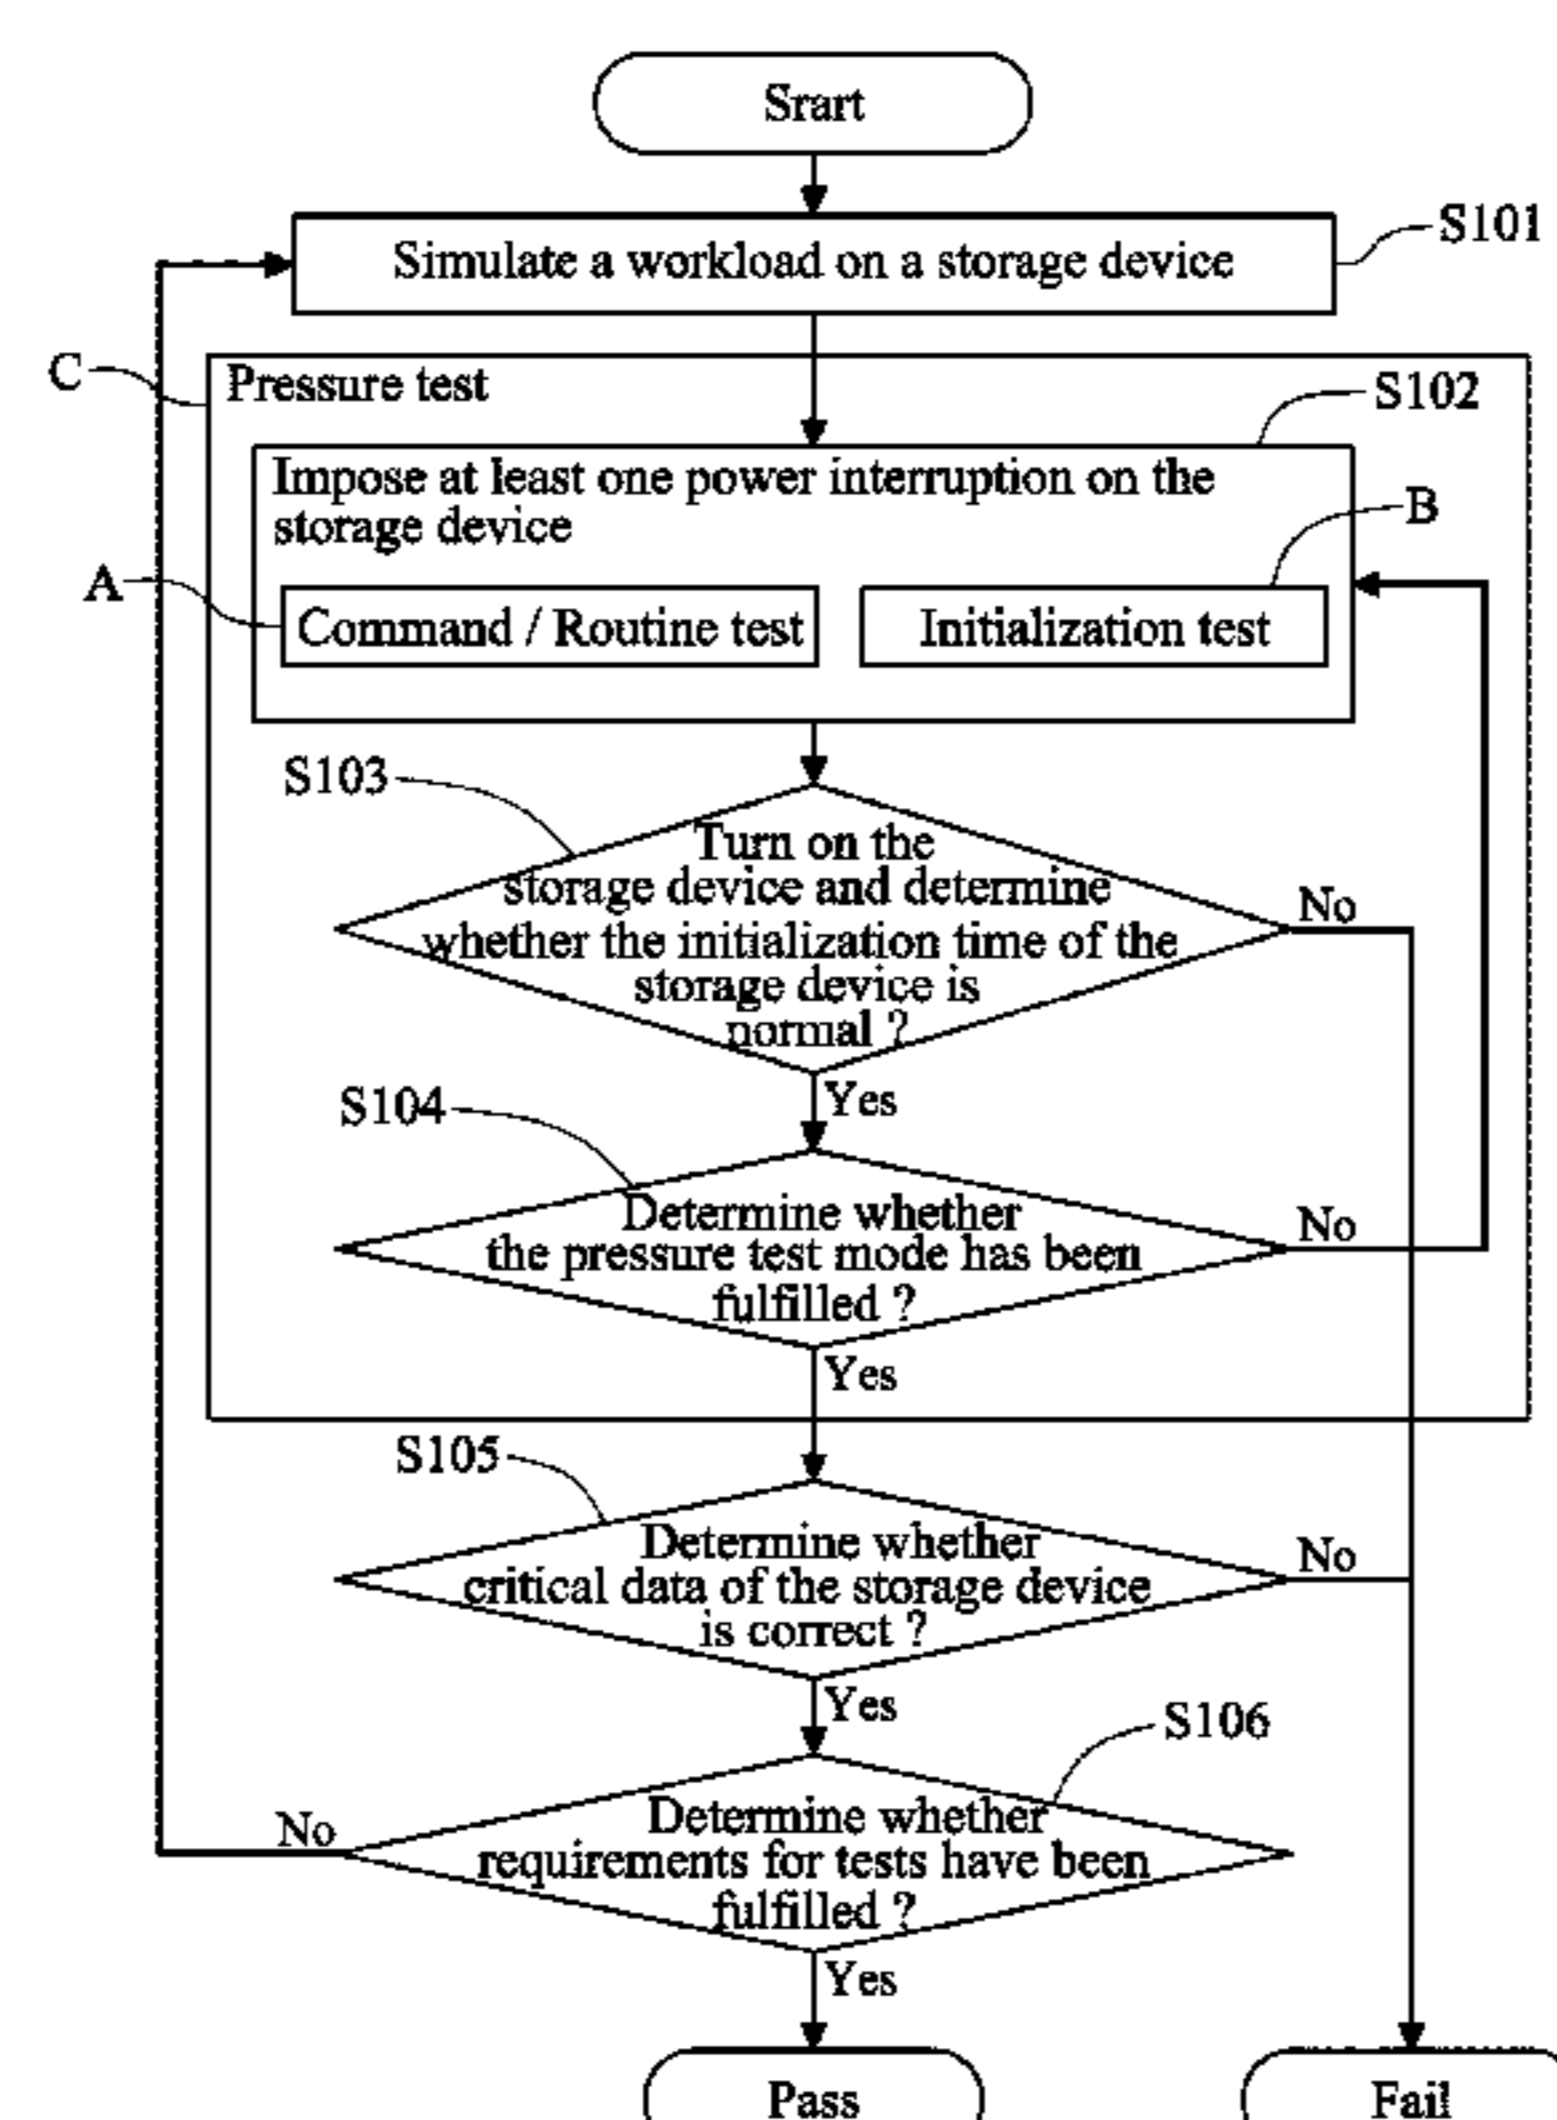 Srart
Simulate a workload on a storage device
S101
C
Pressure test
S102
Impose at least one power interruption on the
storage device
B
A
Command / Routine test
Initialization test
S103
Turn on the
storage device and determine
whether the initialization time of the
storage device is
normal ?
No
Yes
S104
Determine whether
the pressure test mode has been
fulfilled ?
No
Yes
S105
Determine whether
critical data of the storage device
is correct ?
No
Yes
S106
Determine whether
requirements for tests have been
fulfilled ?
No
Yes
Pass
Fail